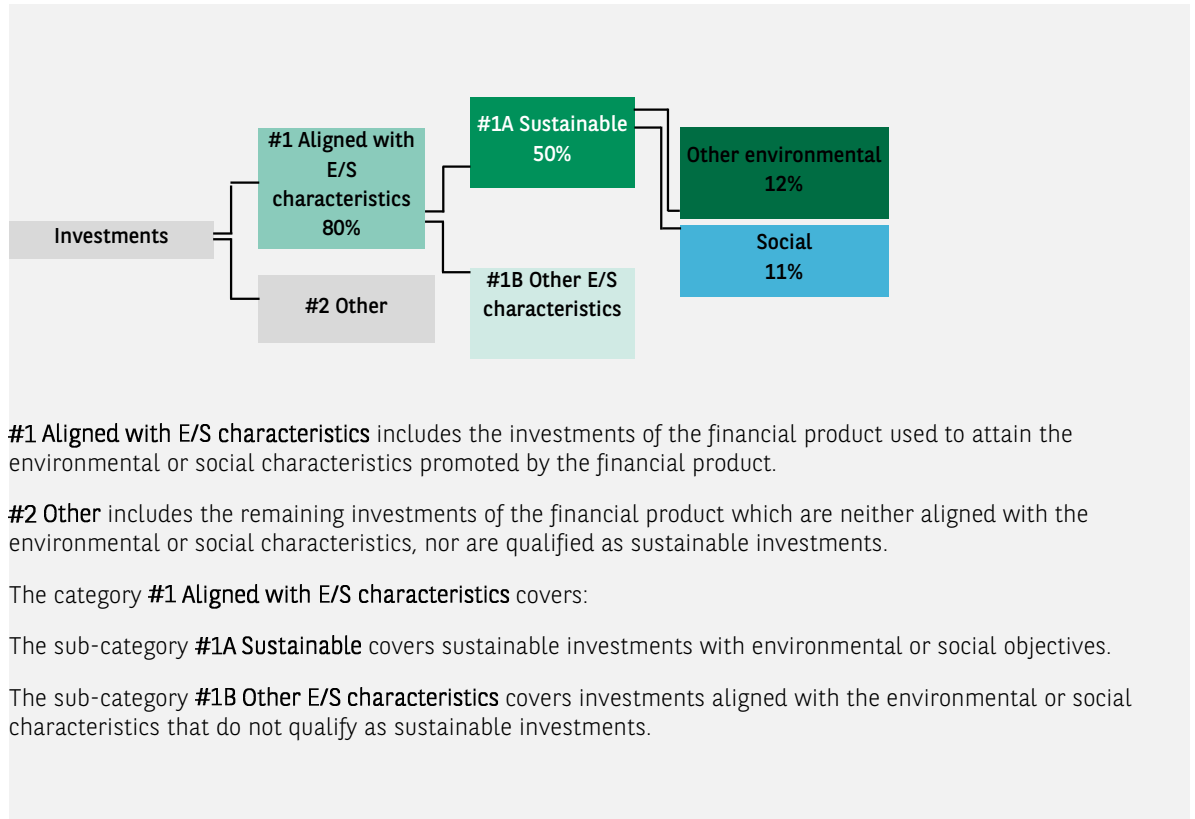 #1A Sustainable
50%
#1 Aligned with
E/S
characteristics
80%
Other environmental
12%
Investments
Social
11%
#2 Other
#1B Other E/S
characteristics
#1 Aligned with E/S characteristics includes the investments of the financial product used to attain the
environmental or social characteristics promoted by the financial product.
#2 Other includes the remaining investments of the financial product which are neither aligned with the
environmental or social characteristics, nor are qualified as sustainable investments.
The category #1 Aligned with E/S characteristics covers:
The sub-category #1A Sustainable covers sustainable investments with environmental or social objectives.
The sub-category #1B Other E/S characteristics covers investments aligned with the environmental or social
characteristics that do not qualify as sustainable investments.